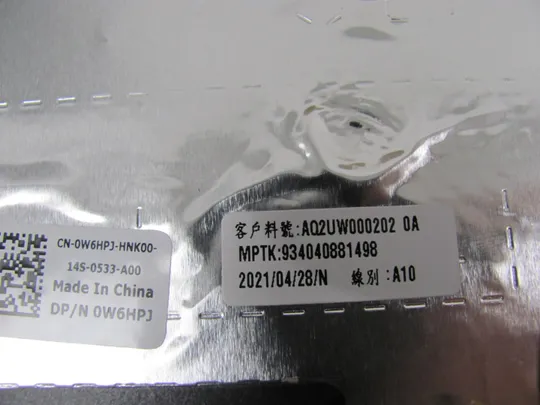 CN-0W6HPJ-HNK00-
14S-0533-A00
Made In China
DP/N 0W6HPJ
客戶料號:AQ2UW000202 0A
MPTK:934040881498
2021/04/28/N 線別:A10